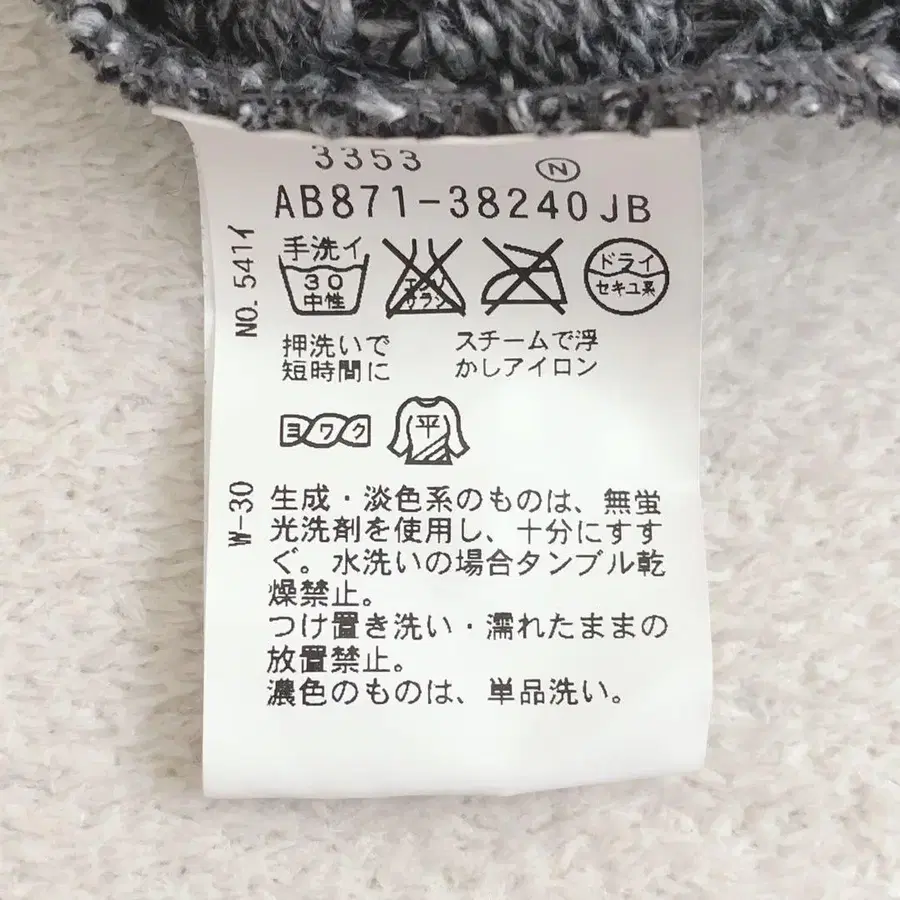 3353 Ⓝ
AB871-38240JB
NO. 541イ
手洗イ
30
中性
エンソ
サラシ
ドライ
セキユ系
押洗いで
短時間に
スチームで浮
かしアイロン
ヨワク
平
W-30
生成・淡色系のものは、無蛍
光洗剤を使用し、十分にすす
ぐ。水洗いの場合タンブル乾
燥禁止。
つけ置き洗い・濡れたままの
放置禁止。
濃色のものは、単品洗い。